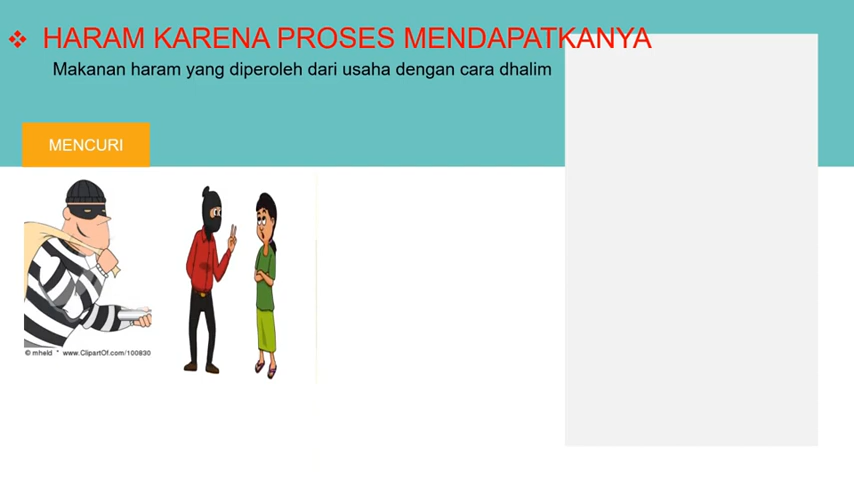 ❖ HARAM KARENA PROSES MENDAPATKANYA
Makanan haram yang diperoleh dari usaha dengan cara dhalim
MENCURI
© mheld * www.ClipartOf.com/100830